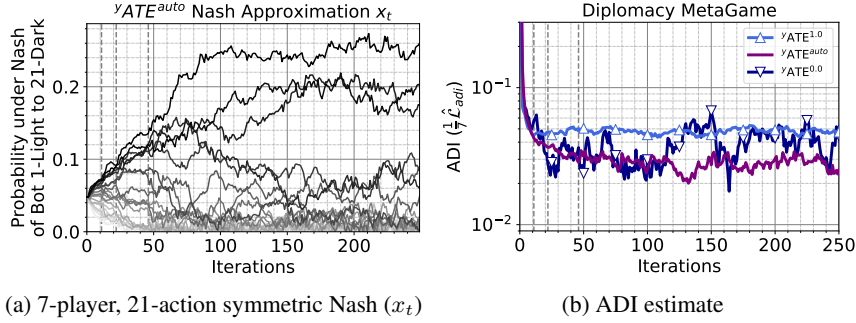 ʸATEᵃᵘᵗᵒ Nash Approximation xₜ
Probability under Nash
of Bot 1-Light to 21-Dark
0.2
0.1
0.0
0 50 100 150 200
Iterations
(a) 7-player, 21-action symmetric Nash (xₜ)
Diplomacy MetaGame
ADI (⅐ℒ̂ₐdᵢ)
10⁻¹
10⁻²
ʸATE¹·⁰
ʸATEᵃᵘᵗᵒ
ʸATE⁰·⁰
0 50 100 150 200 250
Iterations
(b) ADI estimate